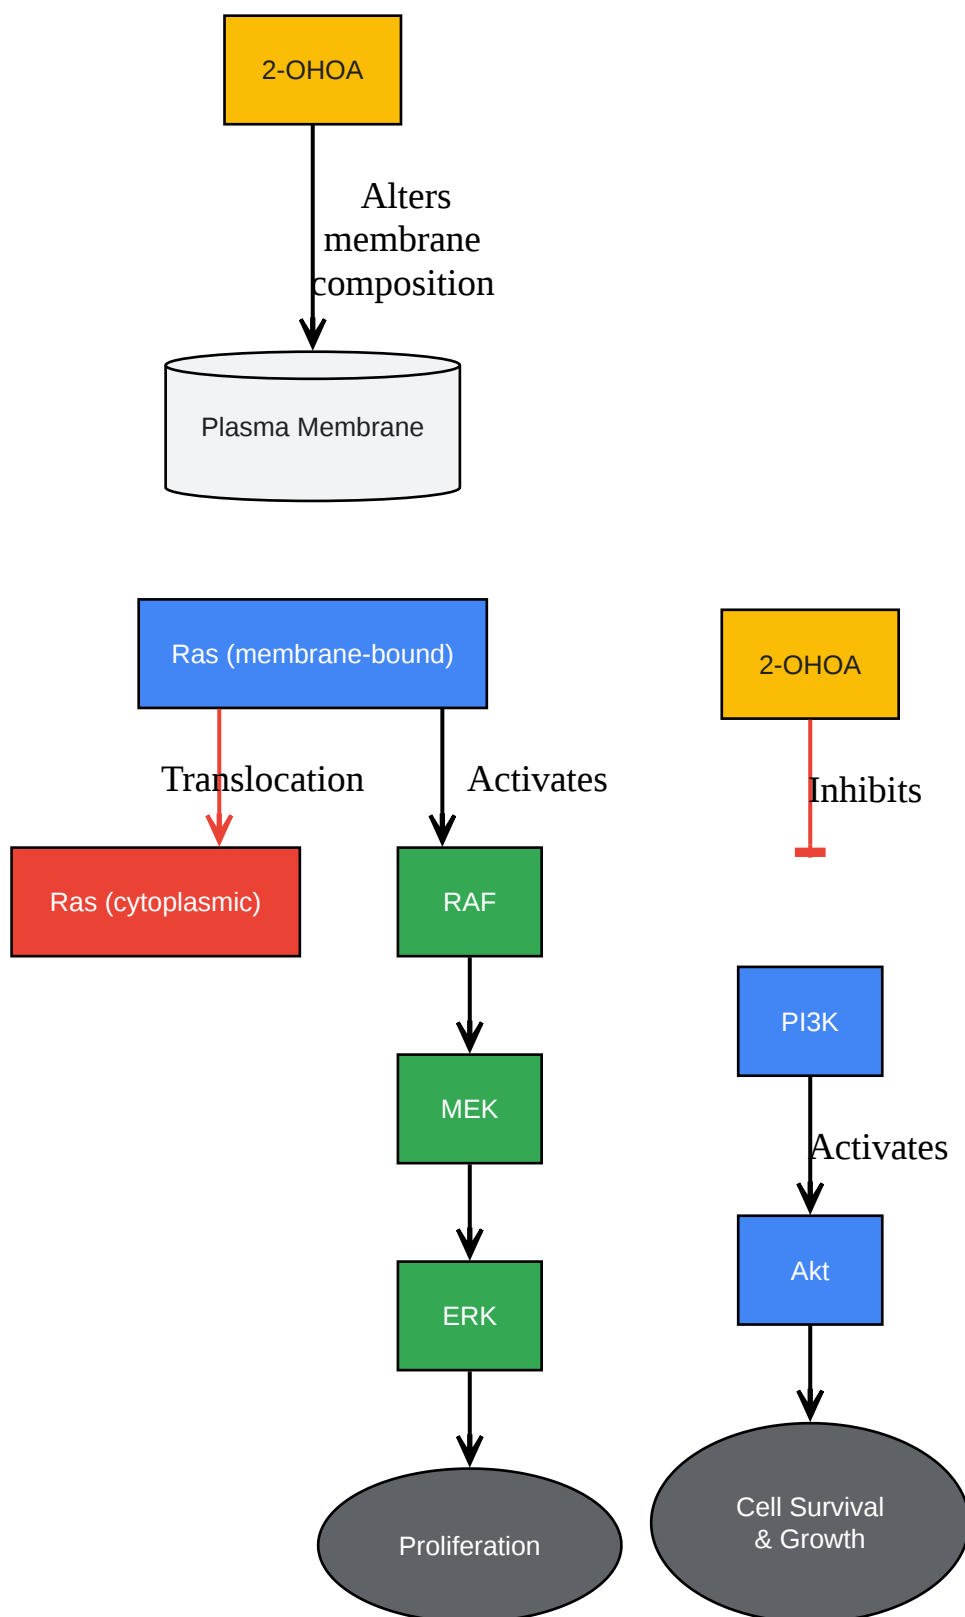 2-OHOA
Alters
membrane
composition
Plasma Membrane
Ras (membrane-bound)
2-OHOA
Translocation
Activates
Inhibits
Ras (cytoplasmic)
RAF
PI3K
MEK
Activates
Akt
ERK
Cell Survival
& Growth
Proliferation